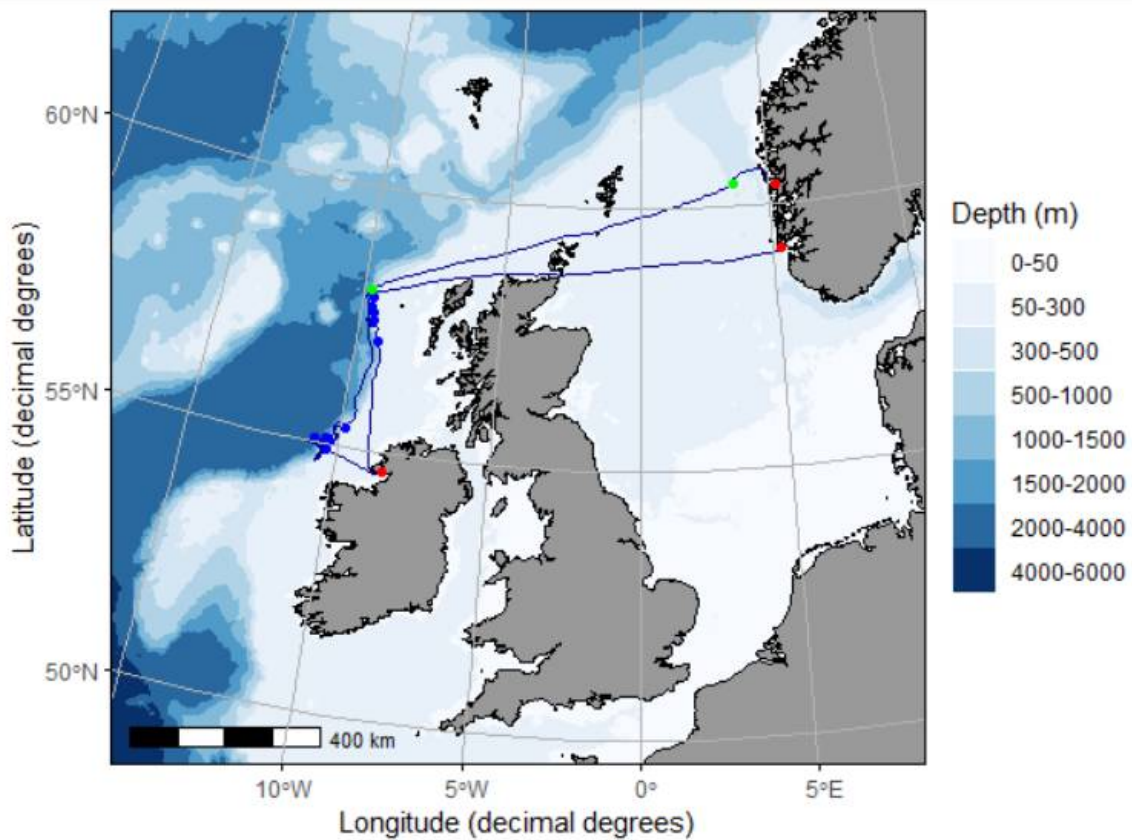 60°N
55°N
50°N
Latitude (decimal degrees)
400 km
10°W
5°W
0°
5°E
Longitude (decimal degrees)
Depth (m)
0-50
50-300
300-500
500-1000
1000-1500
1500-2000
2000-4000
4000-6000